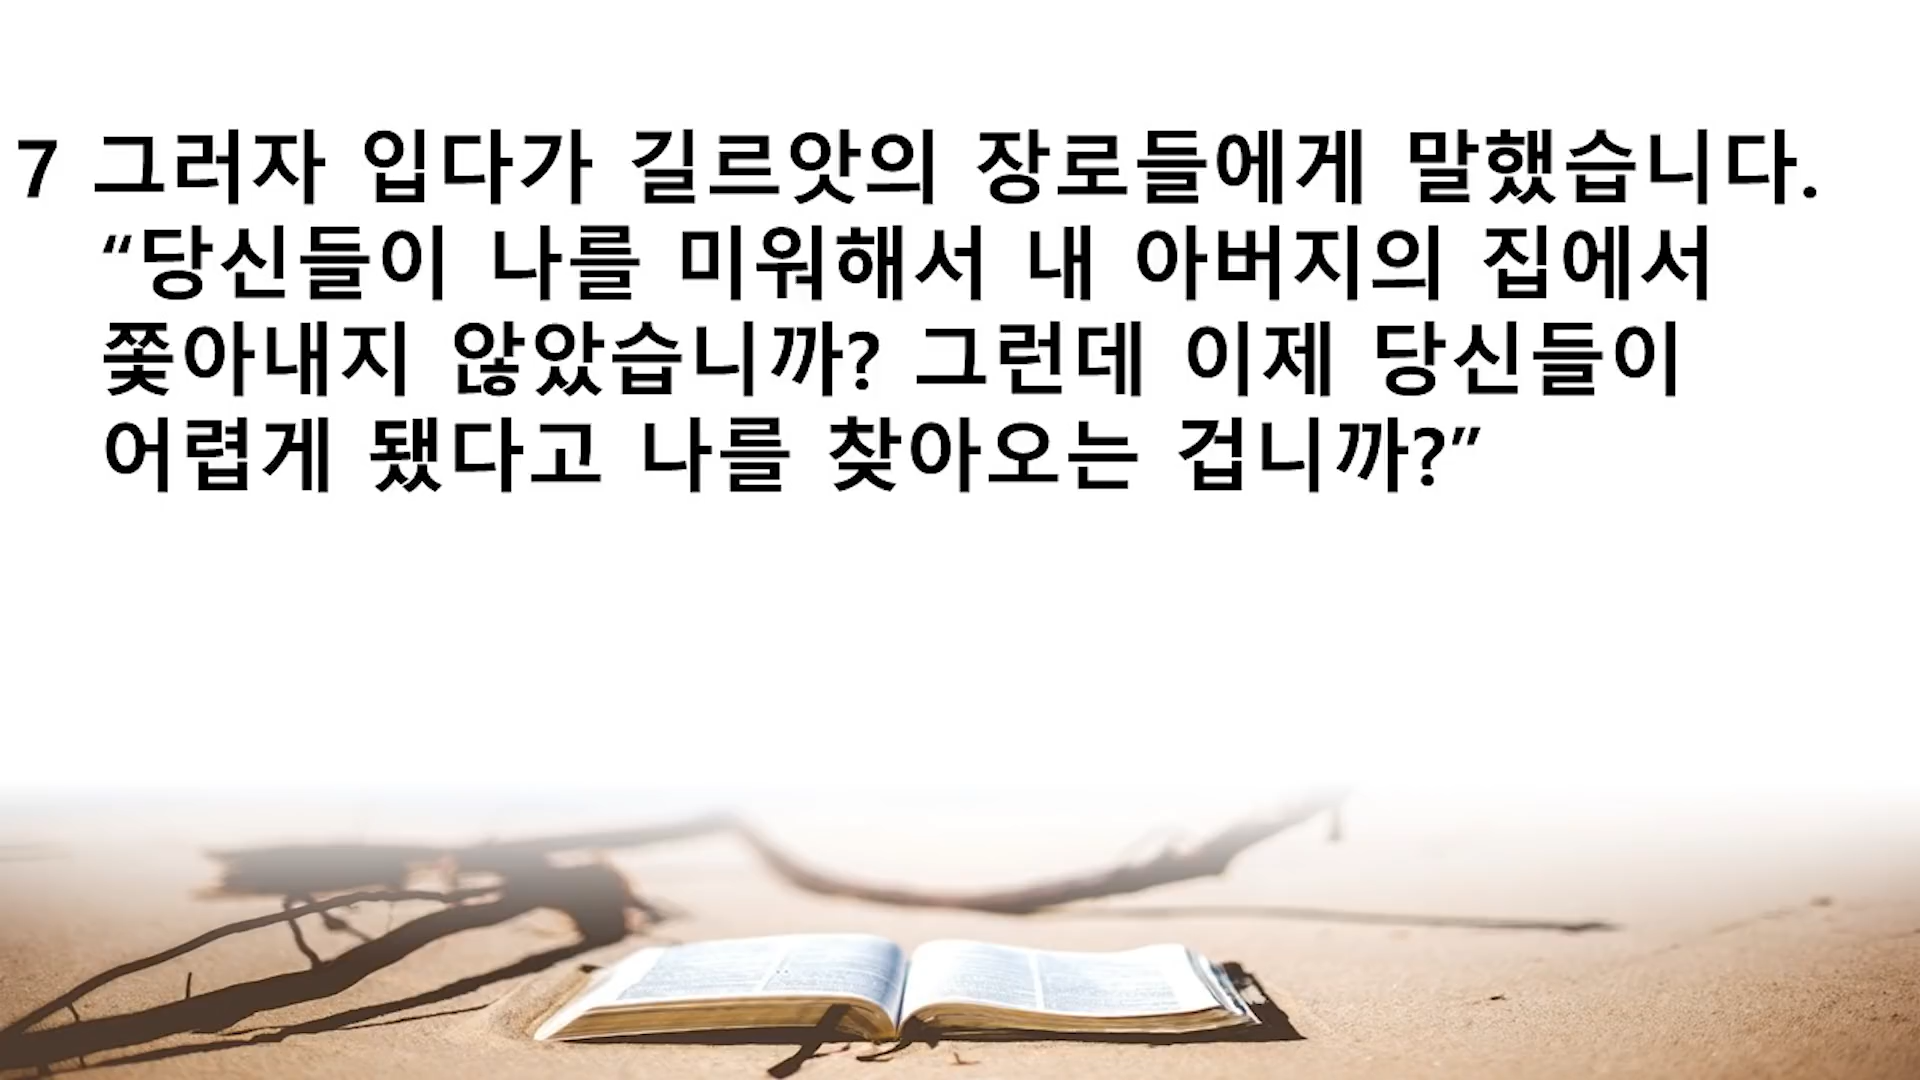 7 그러자 입다가 길르앗의 장로들에게 말했습니다.
“당신들이 나를 미워해서 내 아버지의 집에서
쫓아내지 않았습니까? 그런데 이제 당신들이
어렵게 됐다고 나를 찾아오는 겁니까?”